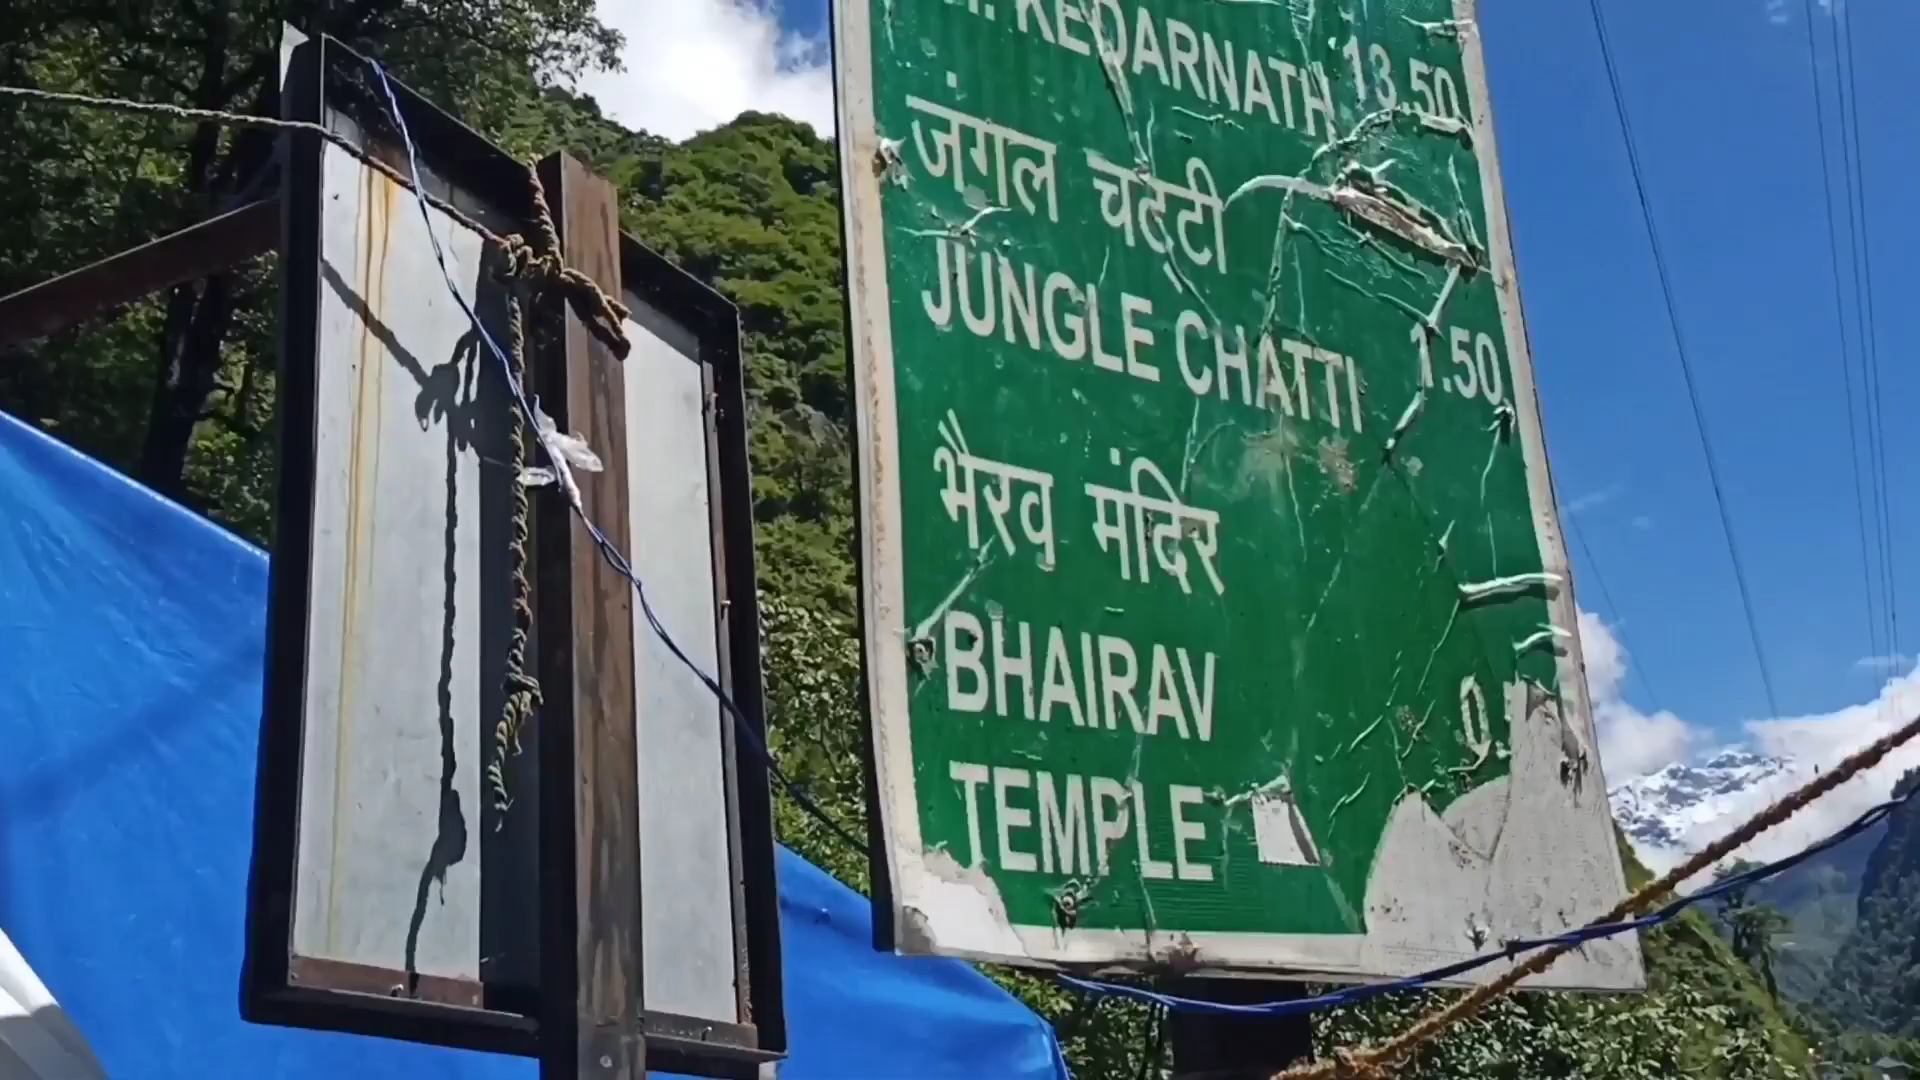 KEDARNATH 13.50
जंगल चट्टी
JUNGLE CHATTI 1.50
भैरव मंदिर
BHAIRAV
TEMPLE